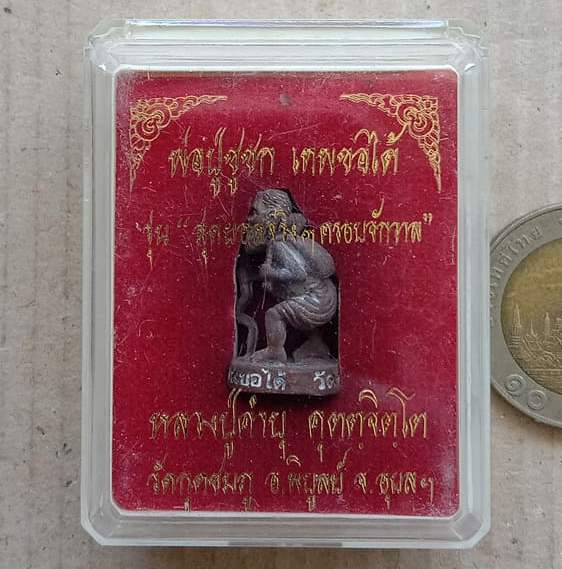 พ่อปู่ชูชก เทพขอได้
รุ่น "สุดยอดจริงๆครอบจักวาล"
ขอได้ วัด
หลวงปู่คำบุ คุตตจิตโต
วัดกุดชมภู อ.พิบูลย์ จ.อุบลฯ
๑๐